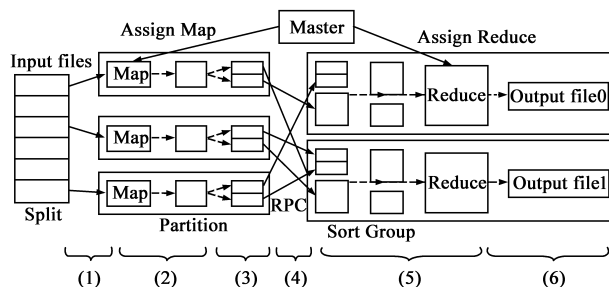 Master
Assign Map
Assign Reduce
Input files
Map
Map
Map
Reduce
Output file0
Reduce
Output file1
Split
Partition
RPC
Sort Group
(1) (2) (3) (4) (5) (6)